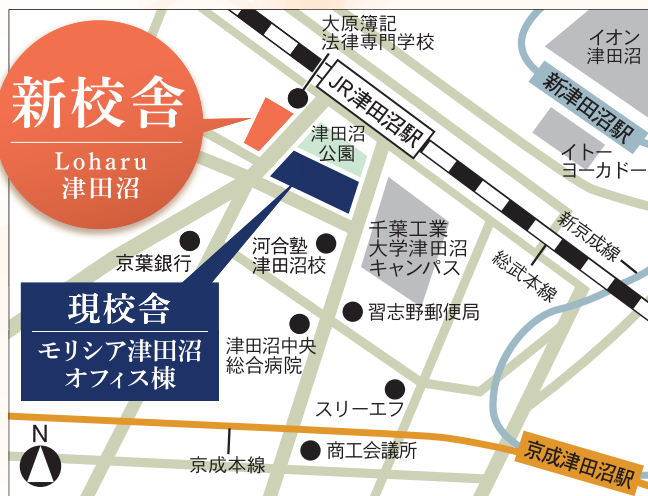 大原簿記
法律専門学校
イオン
津田沼
新校舎
Loharu
津田沼
JR津田沼駅
新津田沼駅
津田沼
公園
イトー
ヨーカドー
千葉工業
大学津田沼
キャンパス
新京成線
総武本線
京葉銀行
河合塾
津田沼校
現校舎
モリシア津田沼
オフィス棟
習志野郵便局
津田沼中央
総合病院
スリーエフ
N
京成本線
商工会議所
京成津田沼駅